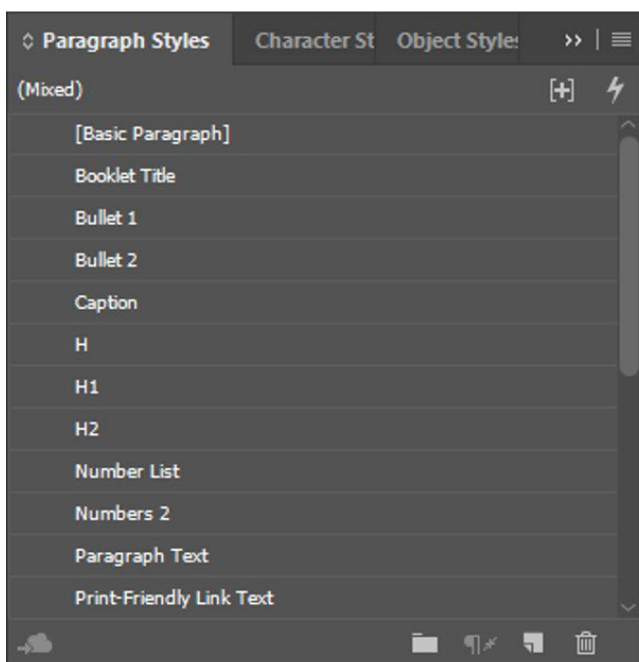 Paragraph Styles Character St Object Styles
(Mixed)
[Basic Paragraph]
Booklet Title
Bullet 1
Bullet 2
Caption
H
H1
H2
Number List
Numbers 2
Paragraph Text
Print-Friendly Link Text